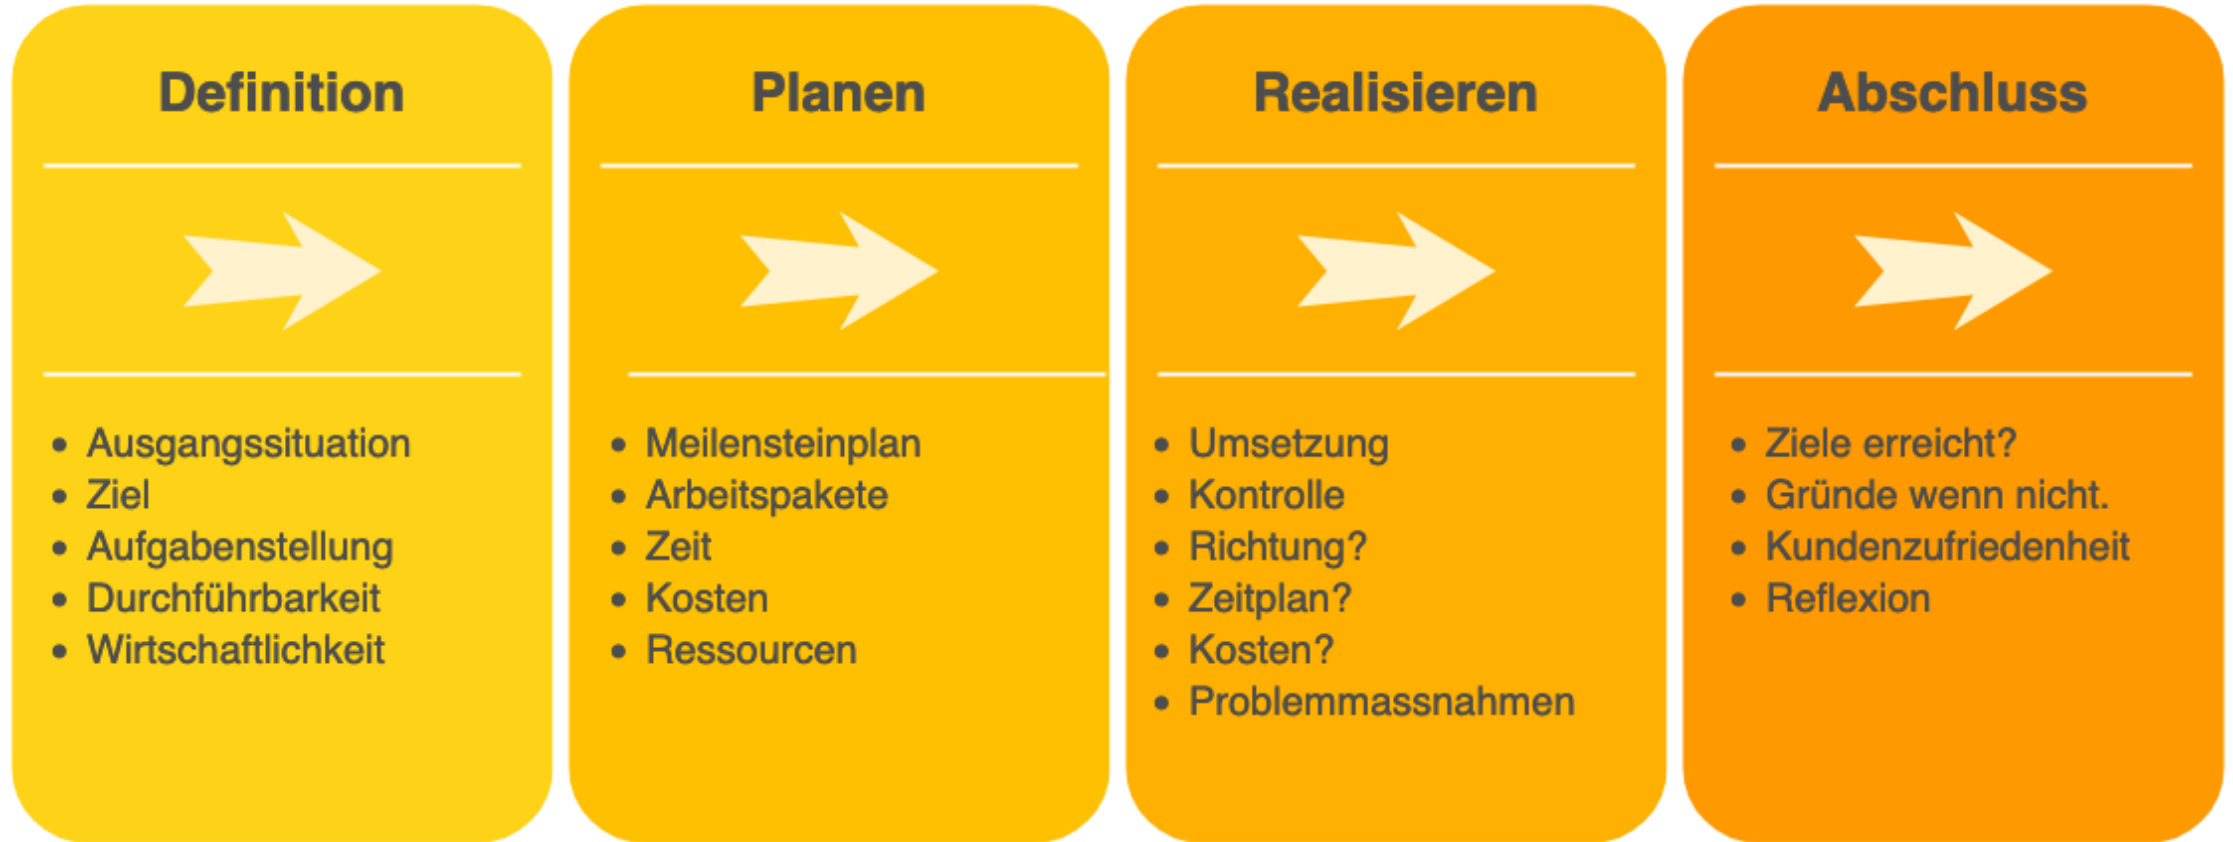 Definition
• Ausgangssituation
• Ziel
• Aufgabenstellung
• Durchführbarkeit
• Wirtschaftlichkeit
Planen
• Meilensteinplan
• Arbeitspakete
• Zeit
• Kosten
• Ressourcen
Realisieren
• Umsetzung
• Kontrolle
• Richtung?
• Zeitplan?
• Kosten?
• Problemmassnahmen
Abschluss
• Ziele erreicht?
• Gründe wenn nicht.
• Kundenzufriedenheit
• Reflexion